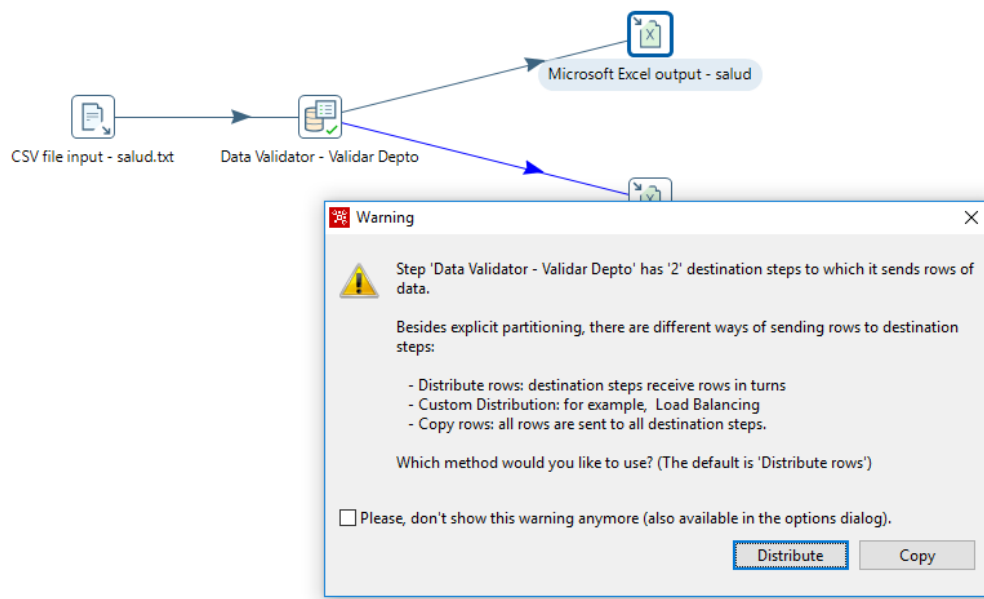 Microsoft Excel output - salud
CSV file input - salud.txt
Data Validator - Validar Depto
Warning
Step 'Data Validator - Validar Depto' has '2' destination steps to which it sends rows of
data.
Besides explicit partitioning, there are different ways of sending rows to destination
steps:
- Distribute rows: destination steps receive rows in turns
- Custom Distribution: for example,  Load Balancing
- Copy rows: all rows are sent to all destination steps.
Which method would you like to use? (The default is 'Distribute rows')
Please, don't show this warning anymore (also available in the options dialog).
Distribute
Copy